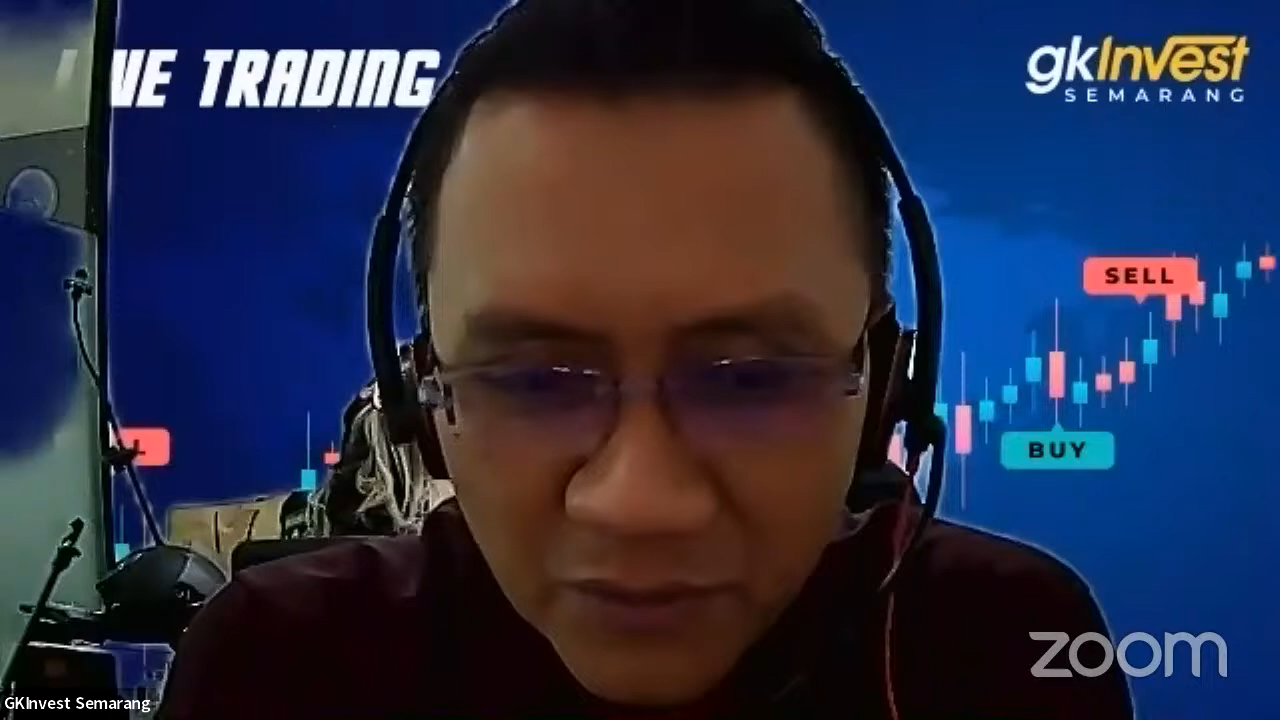 VE TRADING
gkInvest
SEMARANG
SELL
L
BUY
zoom
GKInvest Semarang